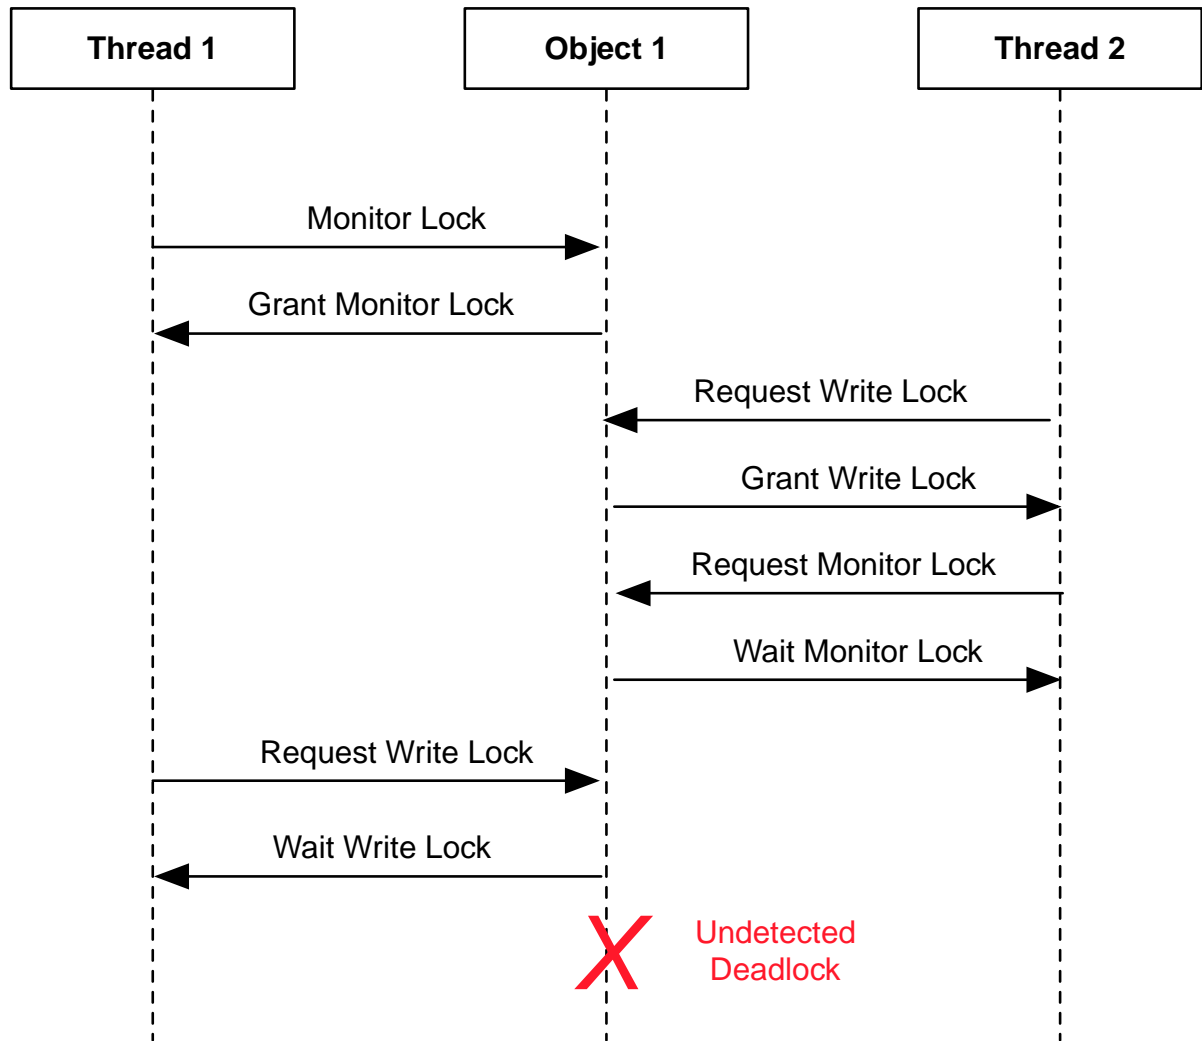 Thread 1
Object 1
Thread 2
Monitor Lock
Grant Monitor Lock
Request Write Lock
Grant Write Lock
Request Monitor Lock
Wait Monitor Lock
Request Write Lock
Wait Write Lock
X
Undetected
Deadlock